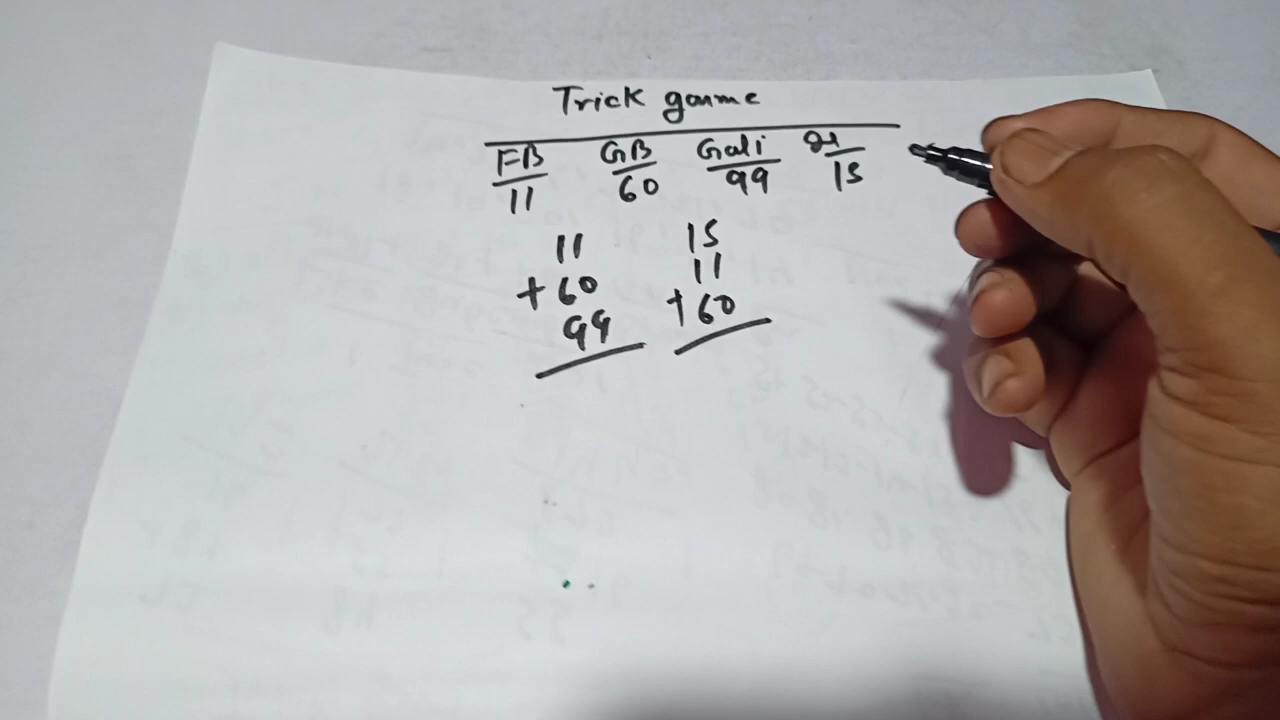 Trick game
FB GB Gali
11 60 99 15
11 15
+60 11
99 +60